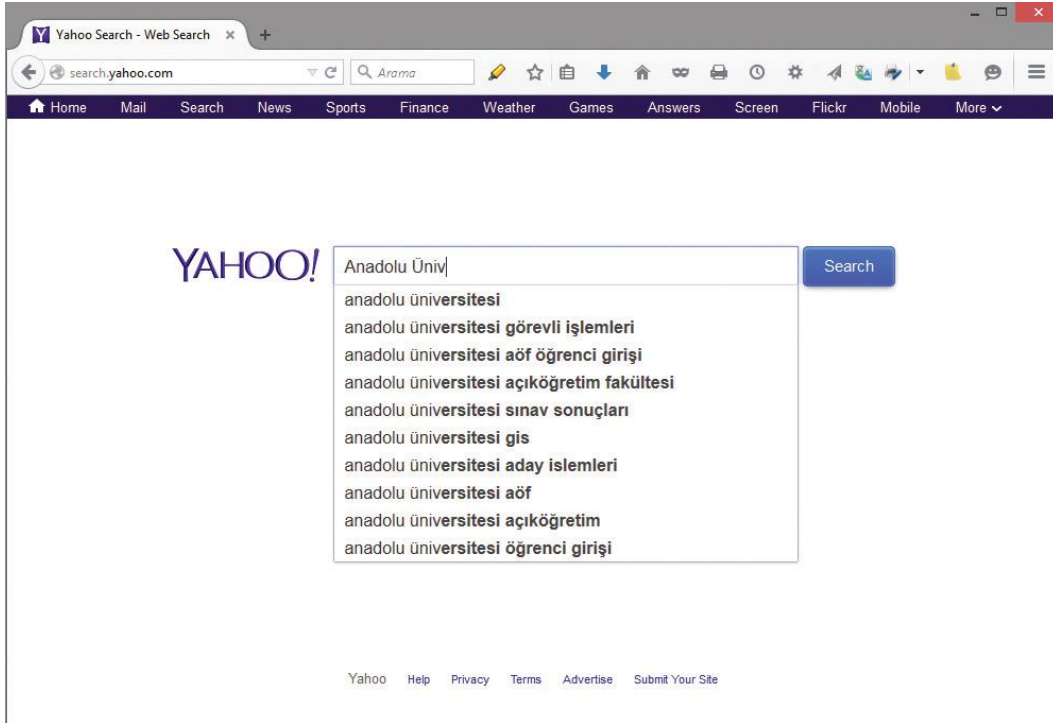 Yahoo Search - Web Search
search.yahoo.com
Arama
Home Mail Search News Sports Finance Weather Games Answers Screen Flickr Mobile More
YAHOO! Anadolu Üniv Search
anadolu üniversitesi
anadolu üniversitesi görevli işlemleri
anadolu üniversitesi aöf öğrenci girişi
anadolu üniversitesi açıköğretim fakültesi
anadolu üniversitesi sınav sonuçları
anadolu üniversitesi gis
anadolu üniversitesi aday islemleri
anadolu üniversitesi aöf
anadolu üniversitesi açıköğretim
anadolu üniversitesi öğrenci girişi
Yahoo Help Privacy Terms Advertise Submit Your Site